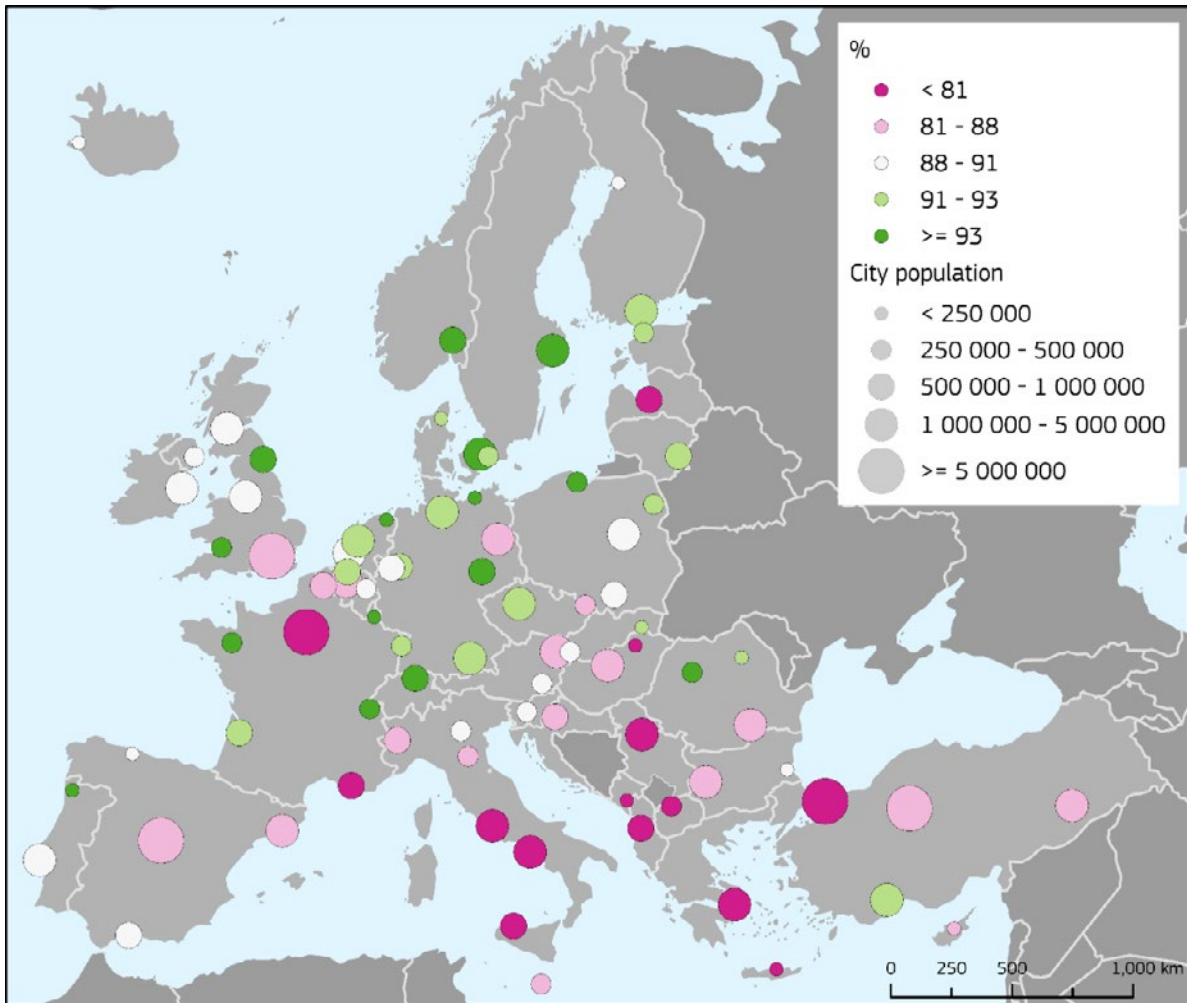 %
< 81
81 - 88
88 - 91
91 - 93
>= 93
City population
< 250 000
250 000 - 500 000
500 000 - 1 000 000
1 000 000 - 5 000 000
>= 5 000 000
0 250 500 1,000 km